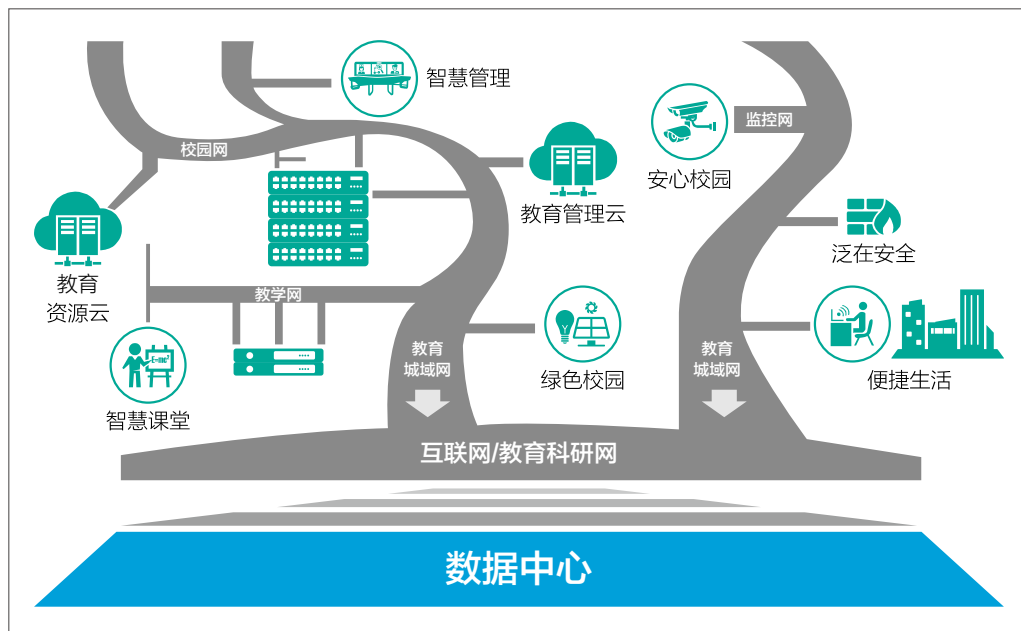 智慧管理
监控网
校园网
安心校园
教育管理云
泛在安全
教育
资源云
教学网
教育
城域网
绿色校园
教育
城域网
便捷生活
E=mc²
智慧课堂
互联网/教育科研网
数据中心